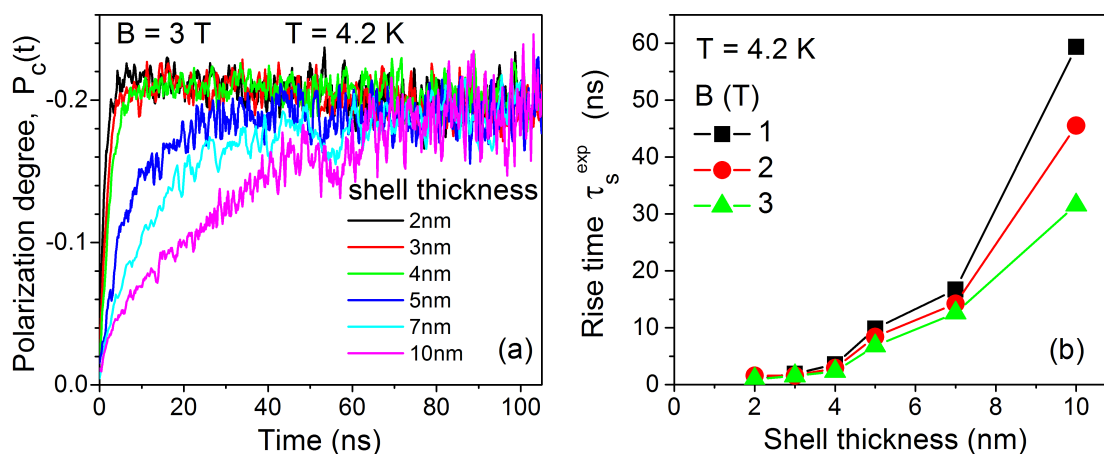 B = 3 T T = 4.2 K
Polarization degree, P_c(t)
-0.2
-0.1
0.0
shell thickness
2nm
3nm
4nm
5nm
7nm
10nm
(a)
0 20 40 60 80 100
Time (ns)
T = 4.2 K
B (T)
1
2
3
Rise time τ_s^exp (ns)
60
50
40
30
20
10
0
(b)
0 2 4 6 8 10
Shell thickness (nm)